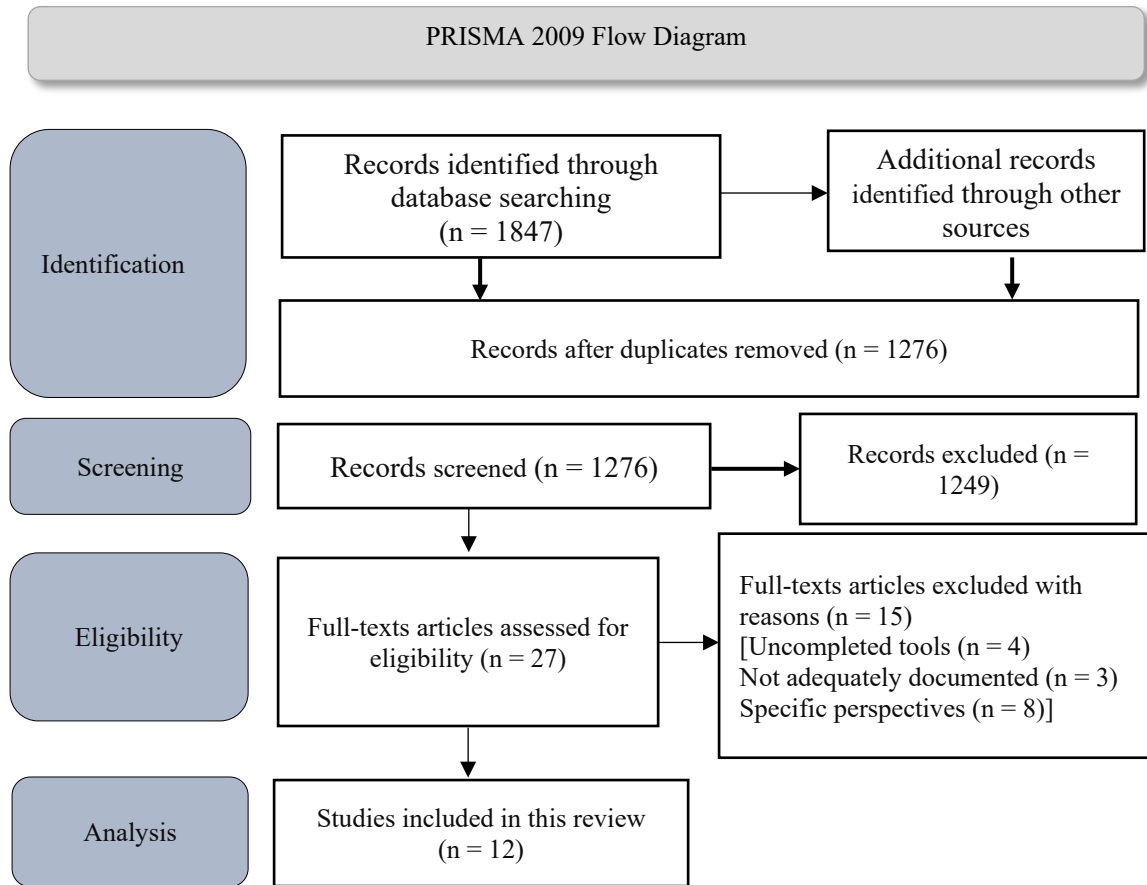 PRISMA 2009 Flow Diagram
Identification
Records identified through
database searching
(n = 1847)
Additional records
identified through other
sources
Records after duplicates removed (n = 1276)
Screening
Records screened (n = 1276)
Records excluded (n =
1249)
Eligibility
Full-texts articles assessed for
eligibility (n = 27)
Full-texts articles excluded with
reasons (n = 15)
[Uncompleted tools (n = 4)
Not adequately documented (n = 3)
Specific perspectives (n = 8)]
Analysis
Studies included in this review
(n = 12)